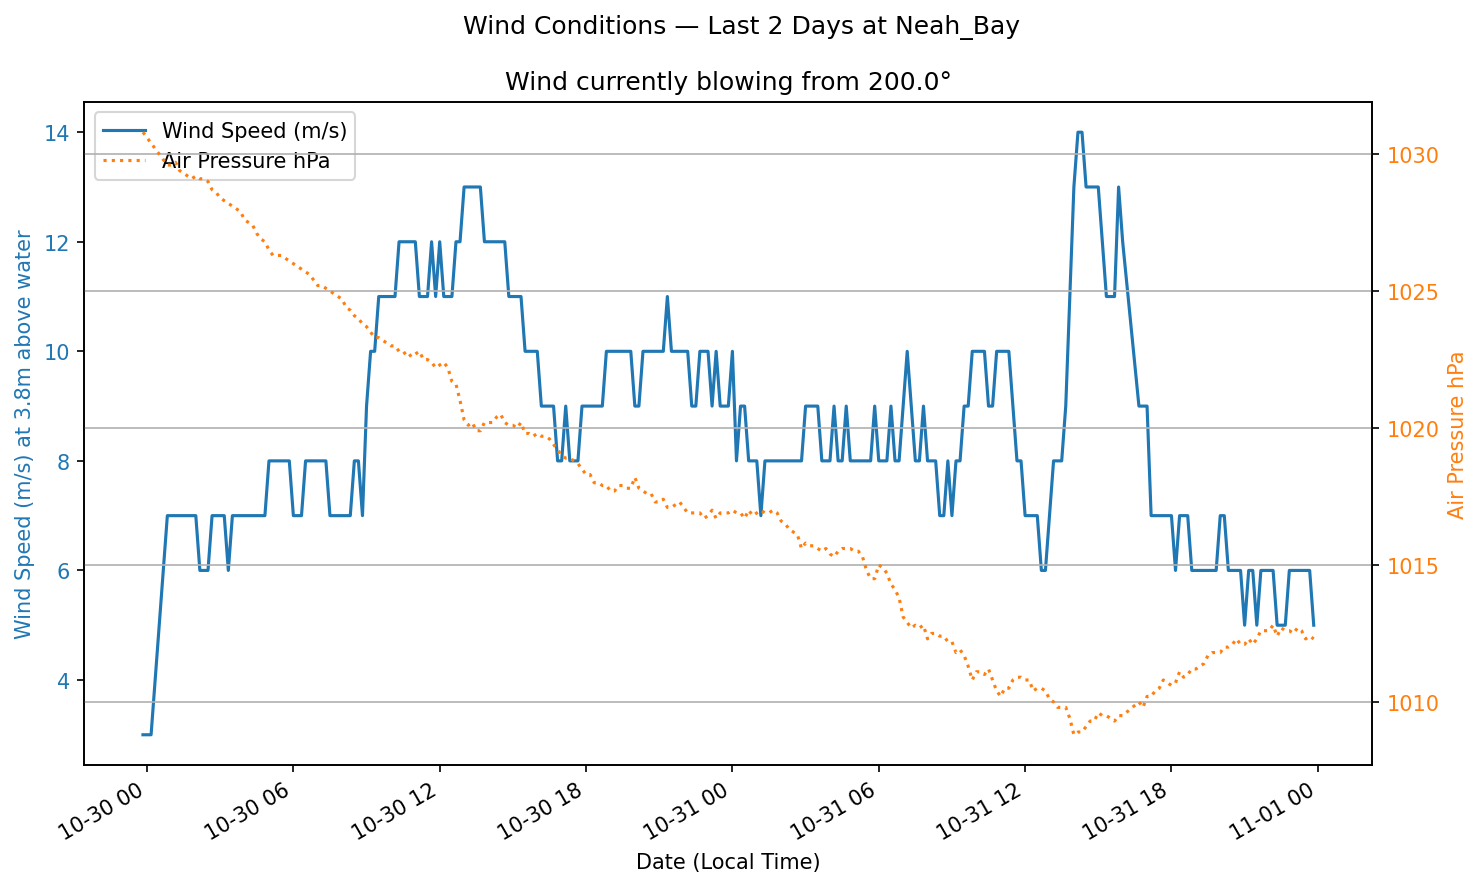 Wind Conditions — Last 2 Days at Neah_Bay
Wind currently blowing from 200.0°
Wind Speed (m/s)
Air Pressure hPa
Wind Speed (m/s) at 3.8m above water
14
12
10
8
6
4
1030
1025
1020
1015
1010
Air Pressure hPa
10-30 00
10-30 06
10-30 12
10-30 18
10-31 00
10-31 06
10-31 12
10-31 18
11-01 00
Date (Local Time)